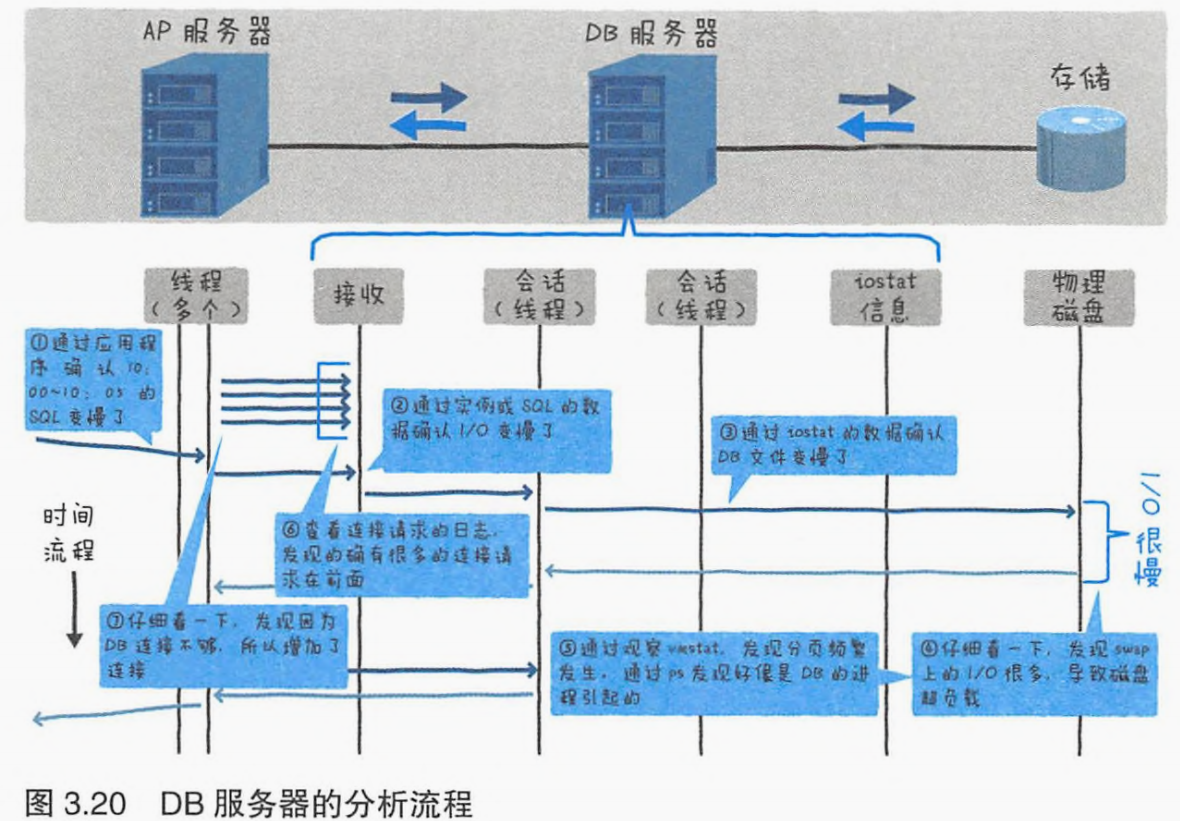 AP 服务器
DB 服务器
存储
线程
(多个)
接收
会话
(线程)
会话
(线程)
iostat
信息
物理
磁盘
①通过应用程
序确认 10:
00~10:05 的
SQL 变慢了
②通过实例或 SQL 的数
据确认 I/O 变慢了
③通过 iostat 的数据确认
DB 文件变慢了
I/O 很慢
时间
流程
⑥查看连接请求的日志,
发现的确有很多的连接请
求在前面
⑦仔细看一下,发现因为
DB 连接不够,所以增加了
连接
⑤通过观察 vmstat,发现分页频繁
发生,通过 ps 发现好像是 DB 的进
程引起的
④仔细看一下,发现 swap
上的 I/O 很多,导致磁盘
超负载
图 3.20 DB 服务器的分析流程